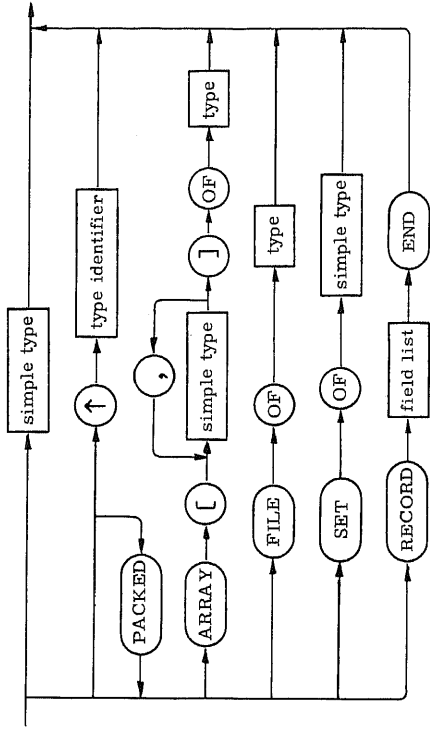 simple type
↑ type identifier
PACKED
ARRAY [ simple type ] OF type
,
FILE OF type
SET OF simple type
RECORD field list END